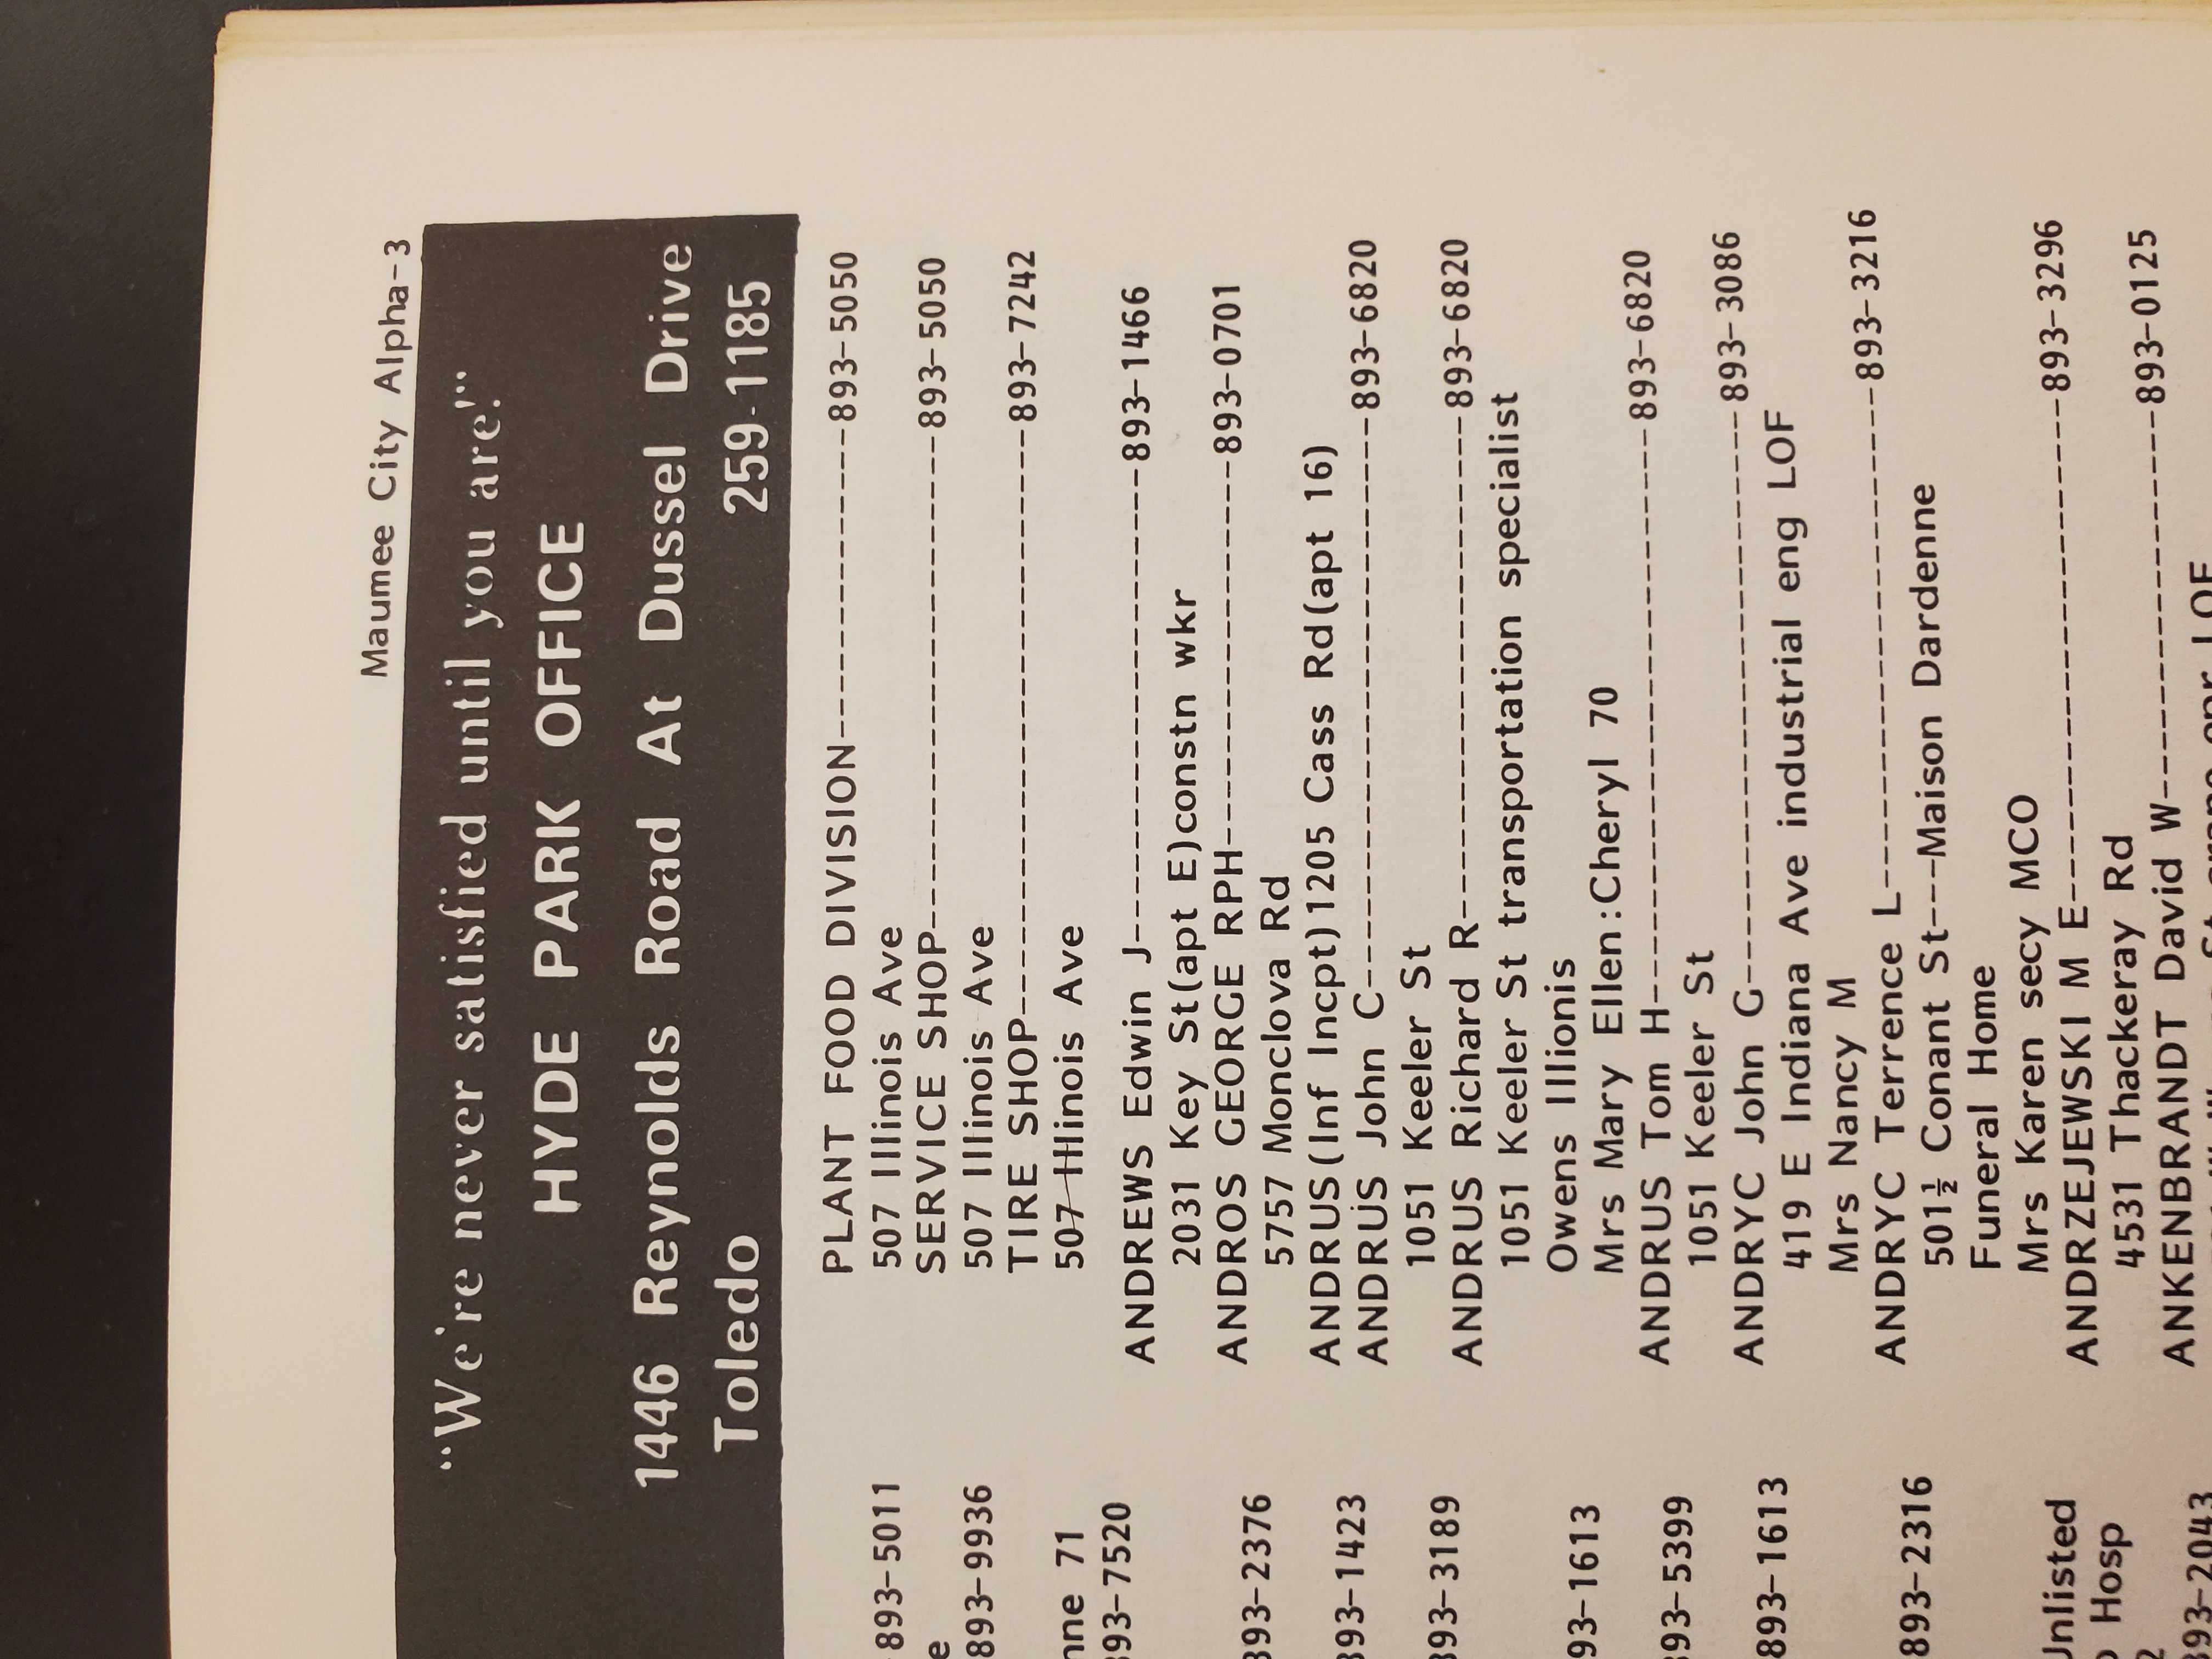 Maumee City Alpha-3
"We're never satisfied until you are!"
HYDE PARK OFFICE
1446 Reynolds Road At Dussel Drive
Toledo 259-1185
893-5011
893-9936
71
893-7520
893-2376
893-1423
893-3189
893-1613
893-5399
893-1613
893-2316
Unlisted
Hosp
893-2043
PLANT FOOD DIVISION------------------893-5050
507 Illinois Ave
SERVICE SHOP----------------------------893-5050
507 Illinois Ave
TIRE SHOP---------------------------------893-7242
507 Illinois Ave
ANDREWS Edwin J--------------------------893-1466
2031 Key St(apt E)constn wkr
ANDROS GEORGE RPH---------------------893-0701
5757 Monclova Rd
ANDRUS(Inf Incpt)1205 Cass Rd(apt 16)
ANDRUS John C-------------------------------893-6820
1051 Keeler St
ANDRUS Richard R---------------------------893-6820
1051 Keeler St transportation specialist
Owens Illionis
Mrs Mary Ellen:Cheryl 70
ANDRUS Tom H--------------------------------893-6820
1051 Keeler St
ANDRYC John G-------------------------------893-3086
419 E Indiana Ave industrial eng LOF
Mrs Nancy M
ANDRYC Terrence L---------------------------893-3216
501½ Conant St---Maison Dardenne
Funeral Home
Mrs Karen secy MCO
ANDRZEJEWSKI M E---------------------------893-3296
4531 Thackeray Rd
ANKENBRANDT David W--------------------893-0125
LOF